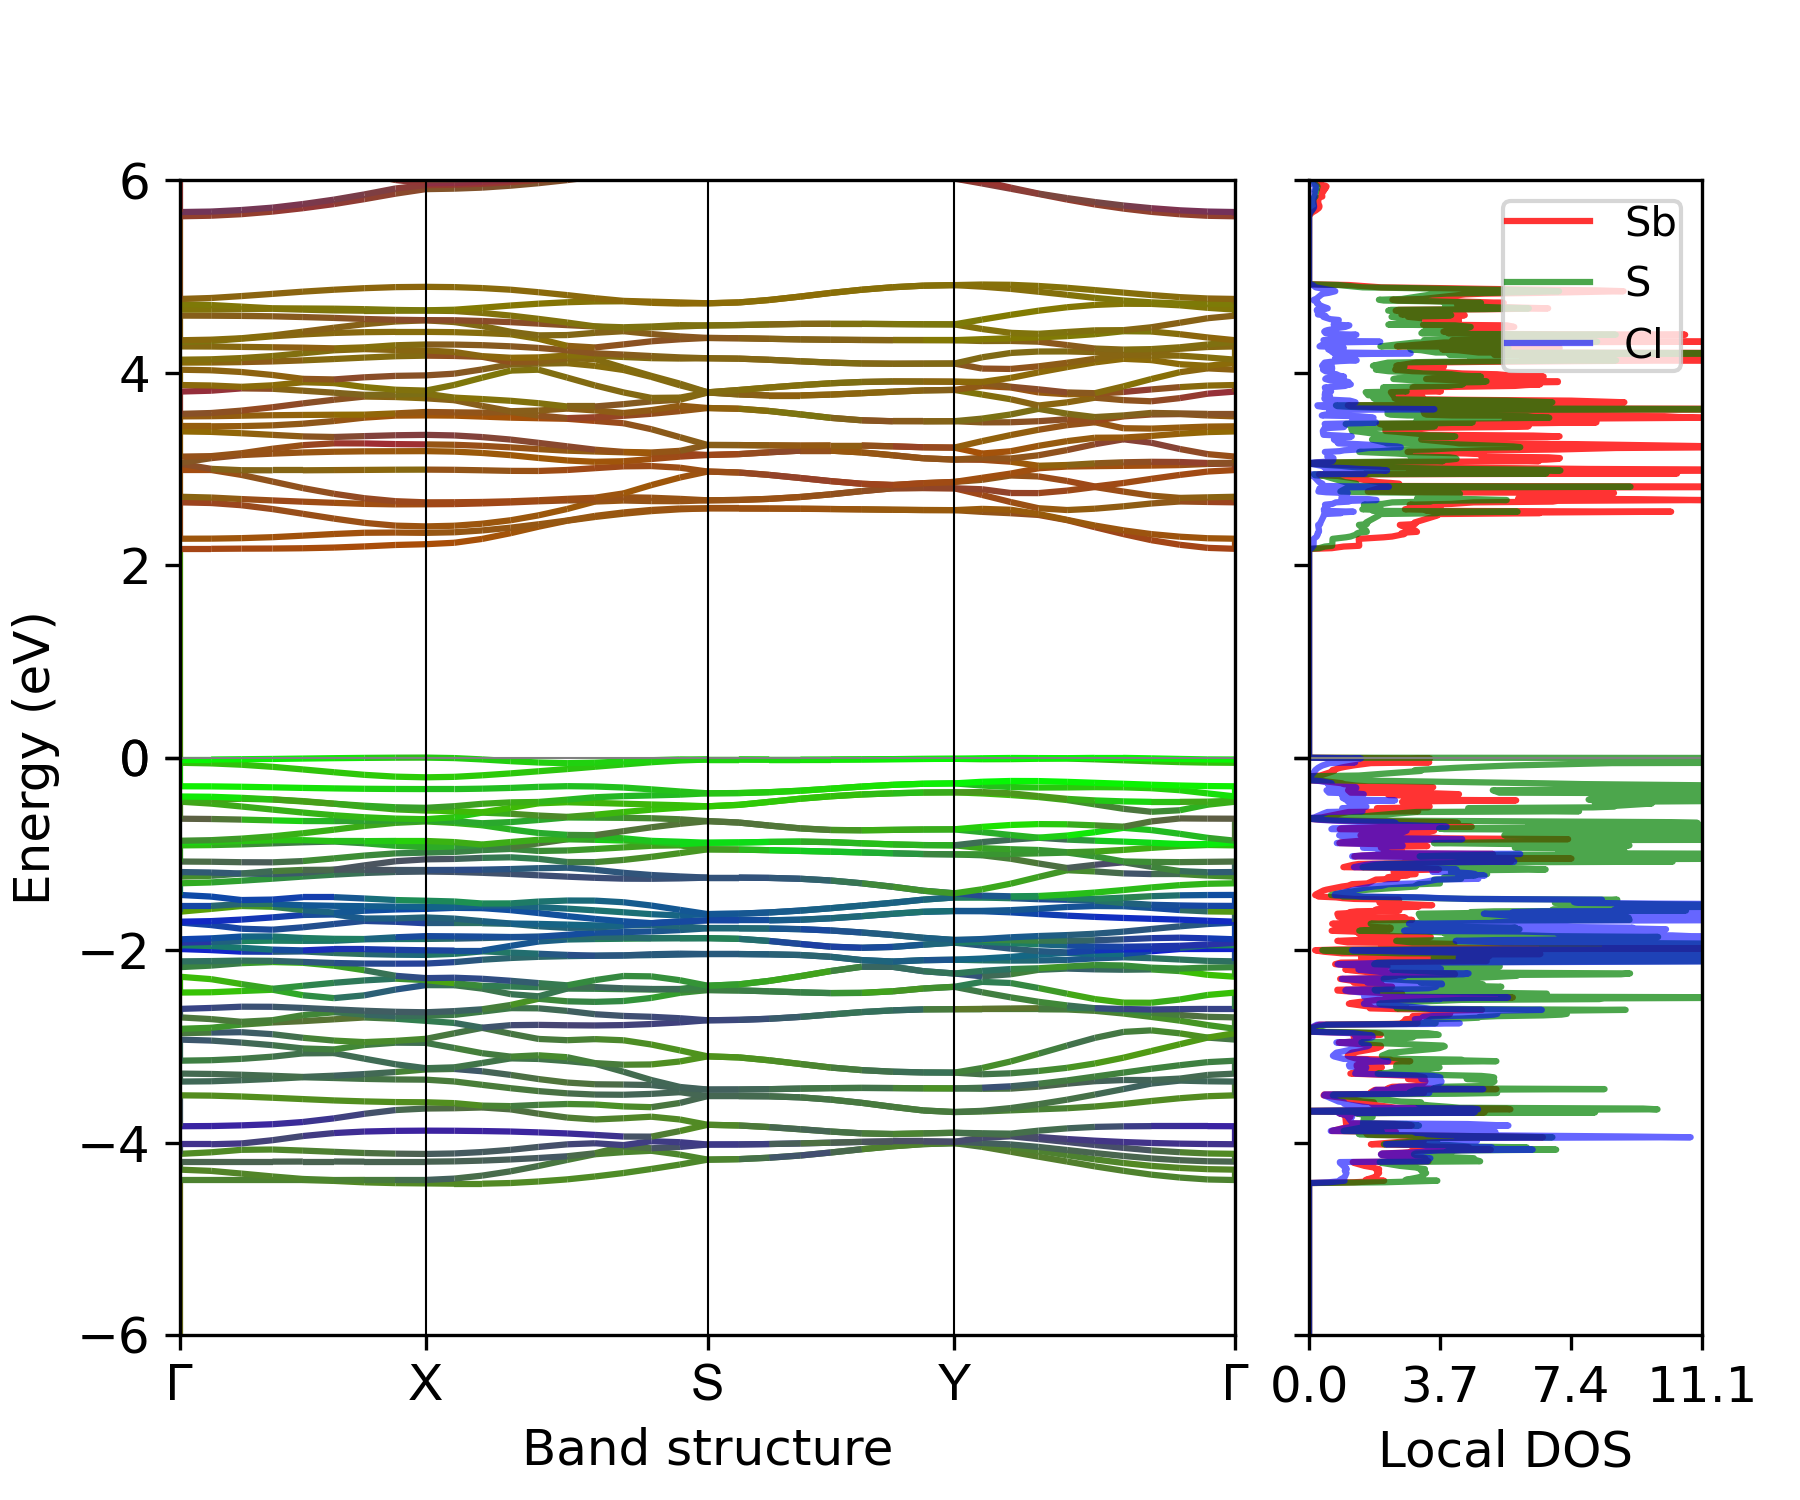 Energy (eV)
6
4
2
0
−2
−4
−6
Γ X S Y Γ
Band structure
Sb
S
Cl
0.0 3.7 7.4 11.1
Local DOS